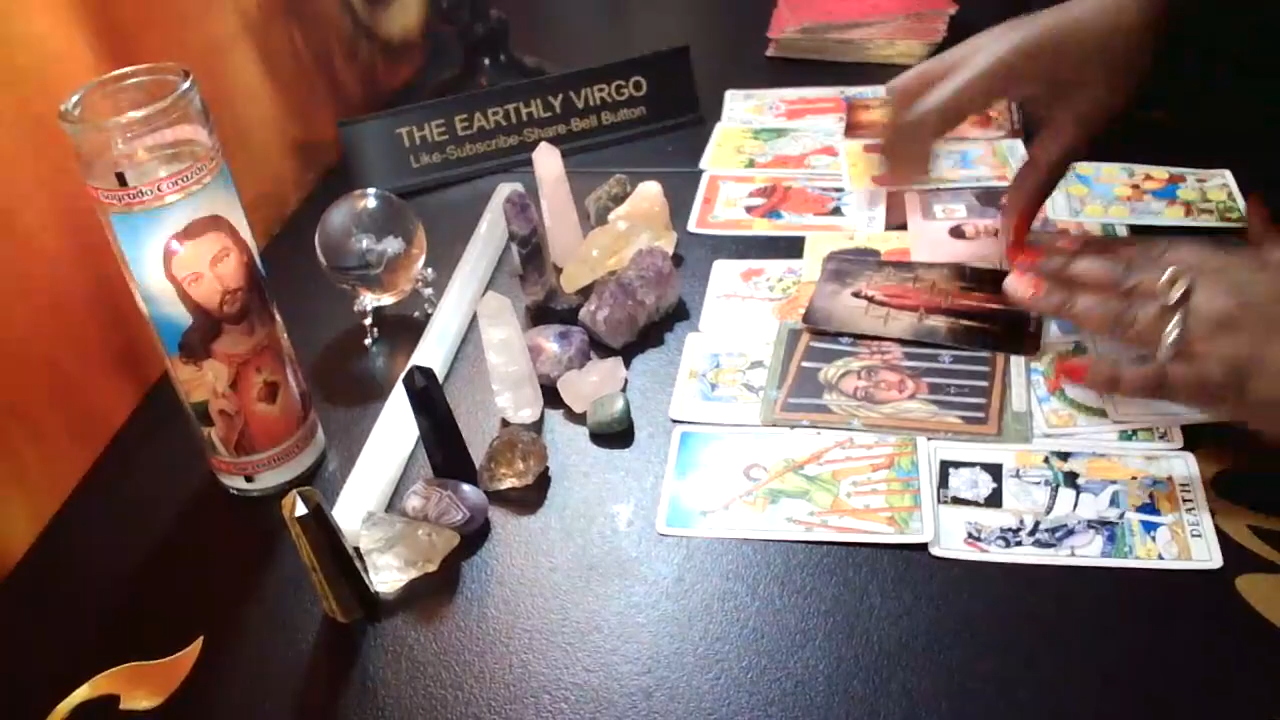 THE EARTHLY VIRGO
Like-Subscribe-Share-Bell Button
Sagrado Corazón
DEATH